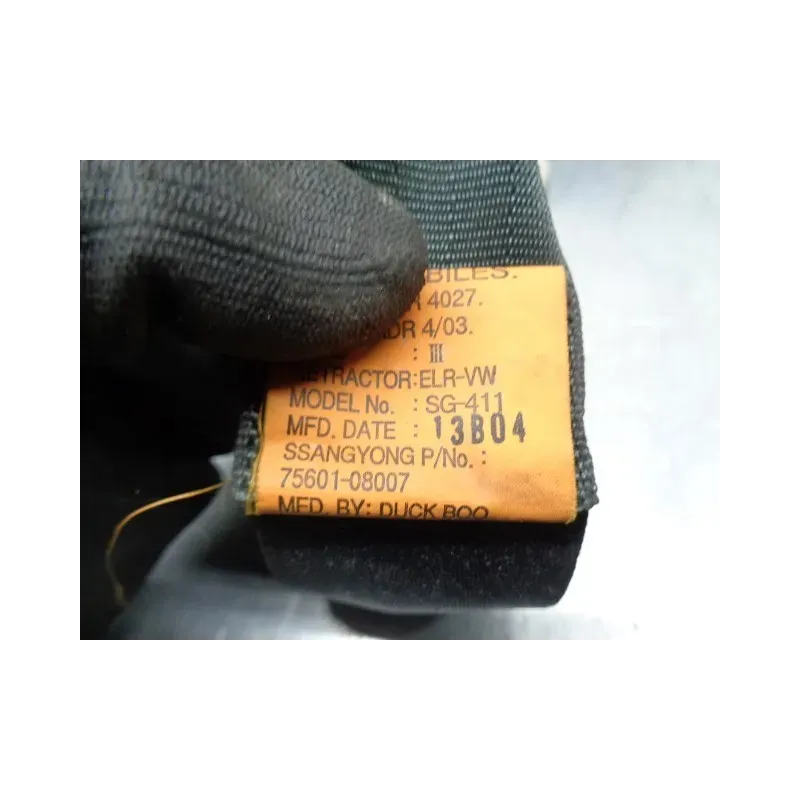 BILES.
4027.
ADR 4/03.
: III
RETRACTOR:ELR-VW
MODEL No. : SG-411
MFD. DATE : 13B04
SSANGYONG P/No. :
75601-08007
MFD. BY: DUCK BOO